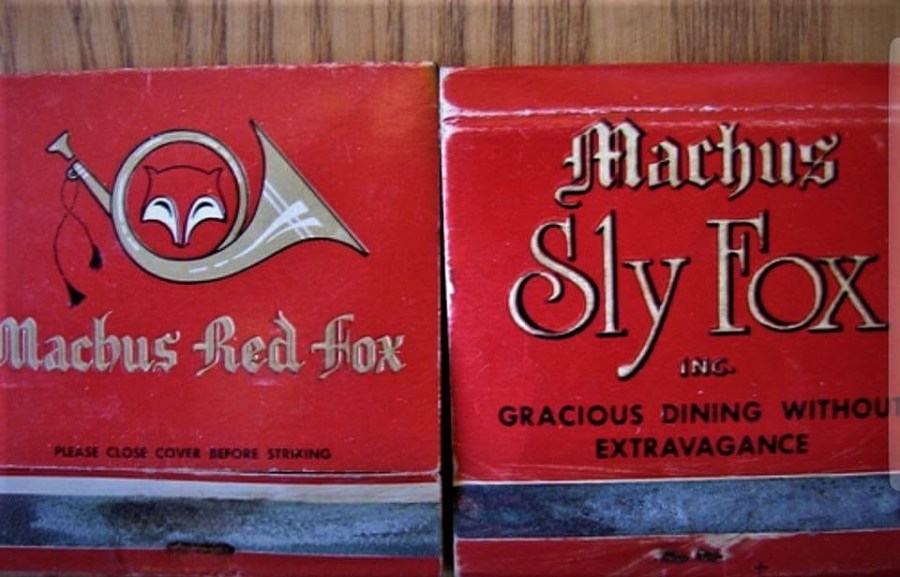 Machus Red Fox
PLEASE CLOSE COVER BEFORE STRIKING
Machus
Sly Fox
INC.
GRACIOUS DINING WITHOUT
EXTRAVAGANCE